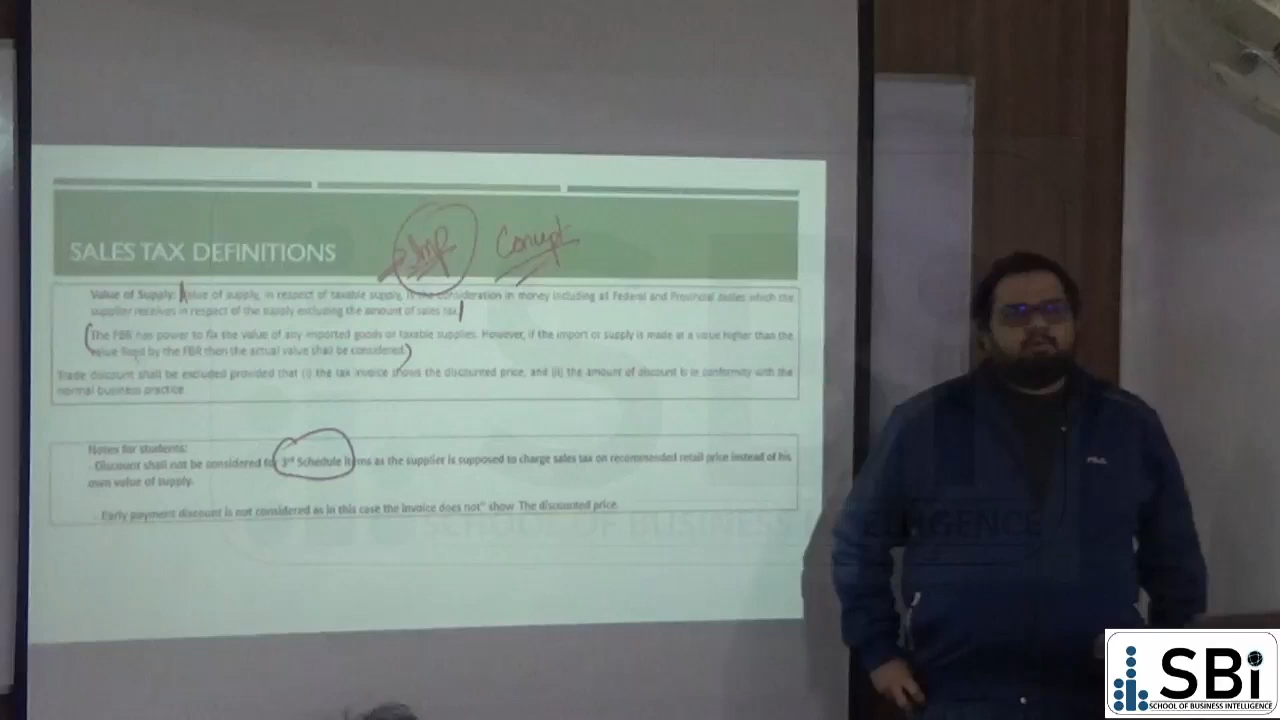 SALES TAX DEFINITIONS
Imp Concept
Value of Supply: Value of supply, in respect of taxable supply, is the consideration in money including all Federal and Provincial duties which the
supplier receives in respect of the supply excluding the amount of sales tax
The FBR has power to fix the value of any imported goods or taxable supplies. However, if the import or supply is made at a value higher than the
value fixed by the FBR then the actual value shall be considered.
Trade discount shall be excluded provided that (i) the tax invoice shows the discounted price, and (ii) the amount of discount is in conformity with the
normal business practice
Notes for students:
- Discount shall not be considered for 3rd Schedule items as the supplier is supposed to charge sales tax on recommended retail price instead of his
own value of supply.
- Early payment discount is not considered as in this case the invoice does not" show The discounted price.
SCHOOL OF BUSINESS INTELLIGENCE
FILA
SBi
SCHOOL OF BUSINESS INTELLIGENCE